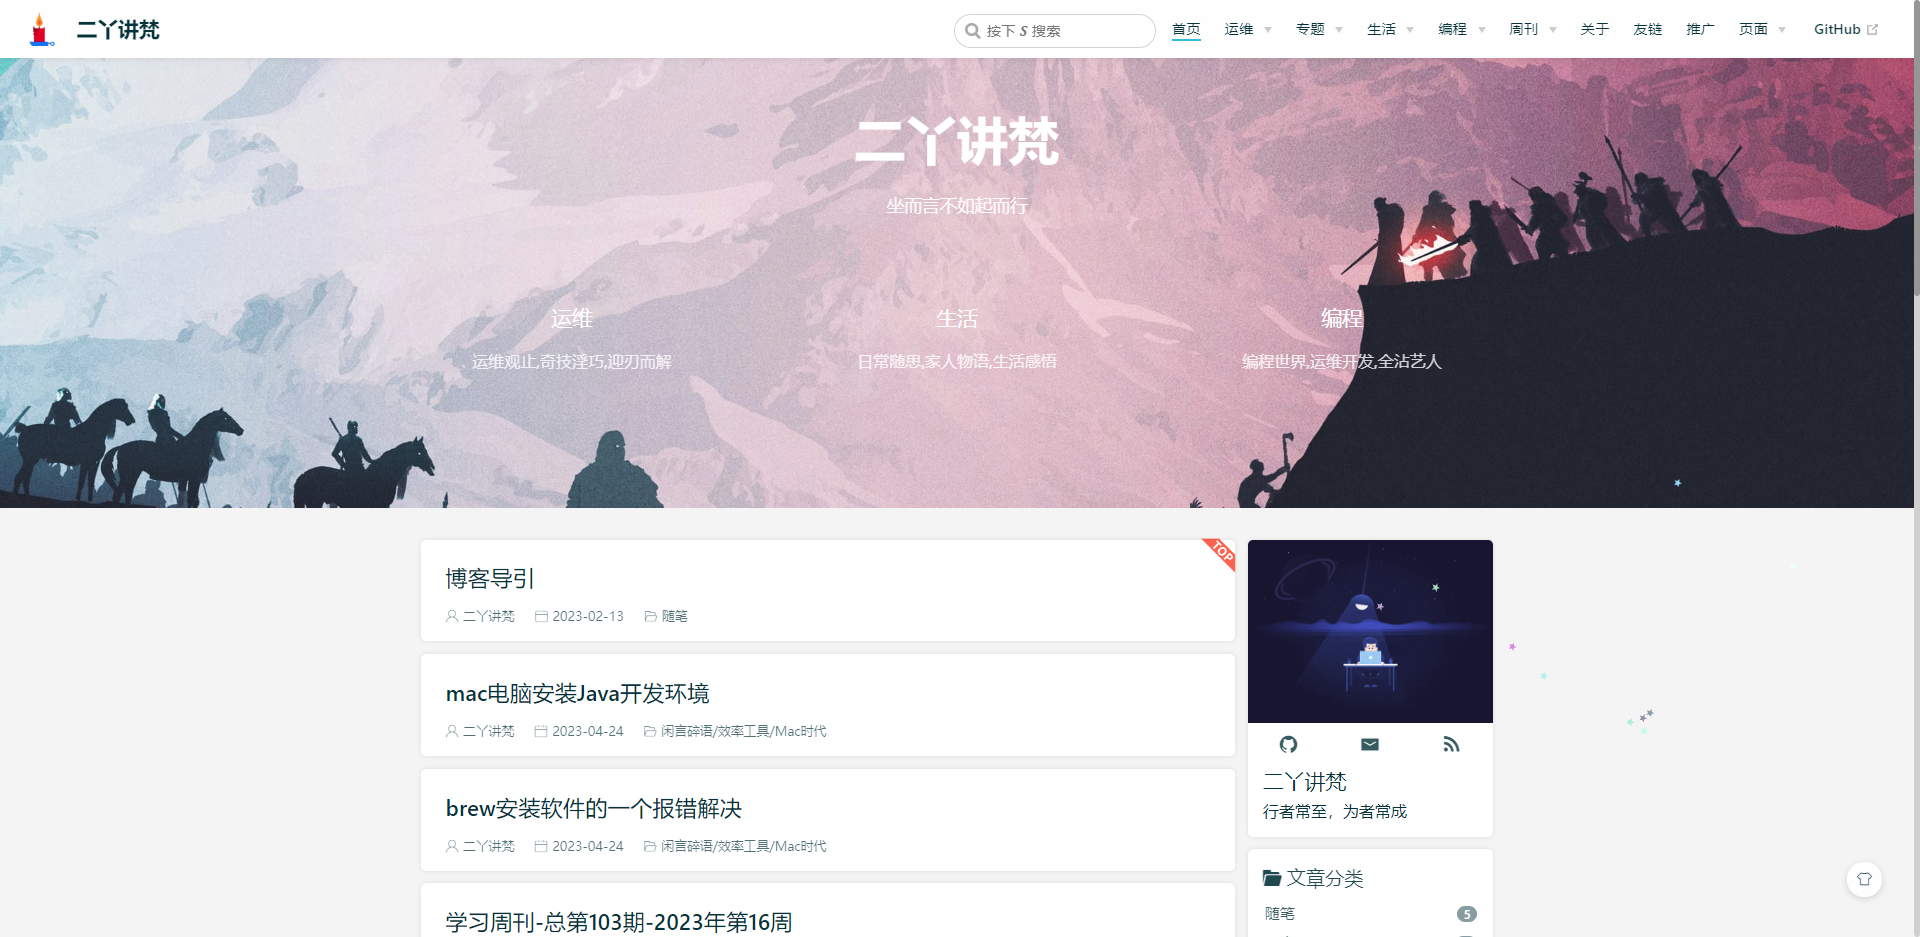 二丫讲梵
按下 S 搜索
首页 运维 专题 生活 编程 周刊 关于 友链 推广 页面 GitHub
二丫讲梵
坐而言不如起而行
运维 生活 编程
运维观止,奇技淫巧,迎刃而解 日常随思,家人物语,生活感悟 编程世界,运维开发,全沾艺人
TOP
博客导引
二丫讲梵 2023-02-13 随笔
mac电脑安装Java开发环境
二丫讲梵 2023-04-24 闲言碎语/效率工具/Mac时代
brew安装软件的一个报错解决
二丫讲梵 2023-04-24 闲言碎语/效率工具/Mac时代
学习周刊-总第103期-2023年第16周
二丫讲梵
行者常至，为者常成
文章分类
随笔 5